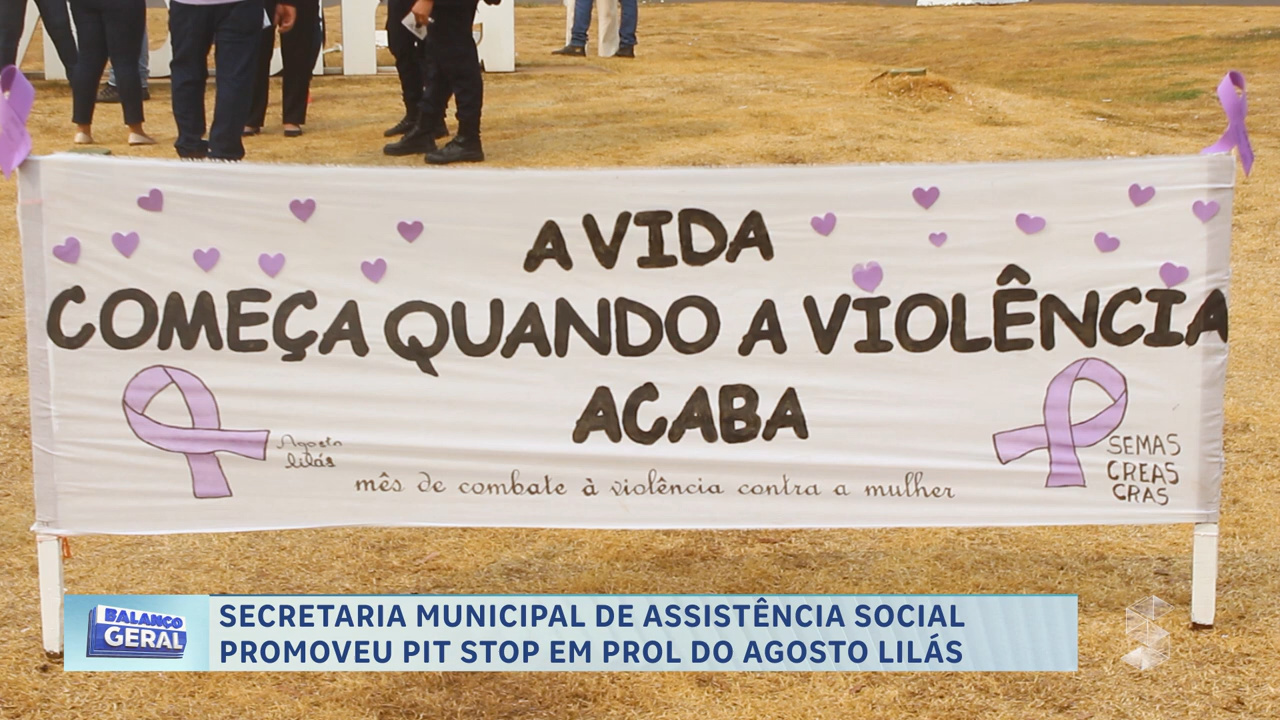 A VIDA
COMEÇA QUANDO A VIOLÊNCIA
ACABA
Agosto
lilás
mês de combate à violência contra a mulher
SEMAS
CREAS
CRAS
BALANÇO
GERAL
SECRETARIA MUNICIPAL DE ASSISTÊNCIA SOCIAL
PROMOVEU PIT STOP EM PROL DO AGOSTO LILÁS